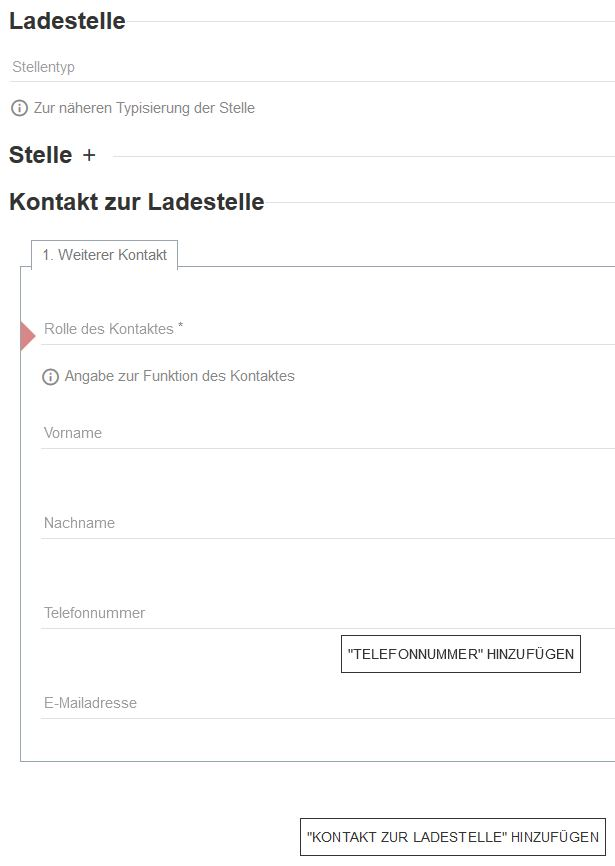 Ladestelle
Stellentyp
Zur näheren Typisierung der Stelle
Stelle +
Kontakt zur Ladestelle
1. Weiterer Kontakt
Rolle des Kontaktes *
Angabe zur Funktion des Kontaktes
Vorname
Nachname
Telefonnummer
"TELEFONNUMMER" HINZUFÜGEN
E-Mailadresse
"KONTAKT ZUR LADESTELLE" HINZUFÜGEN